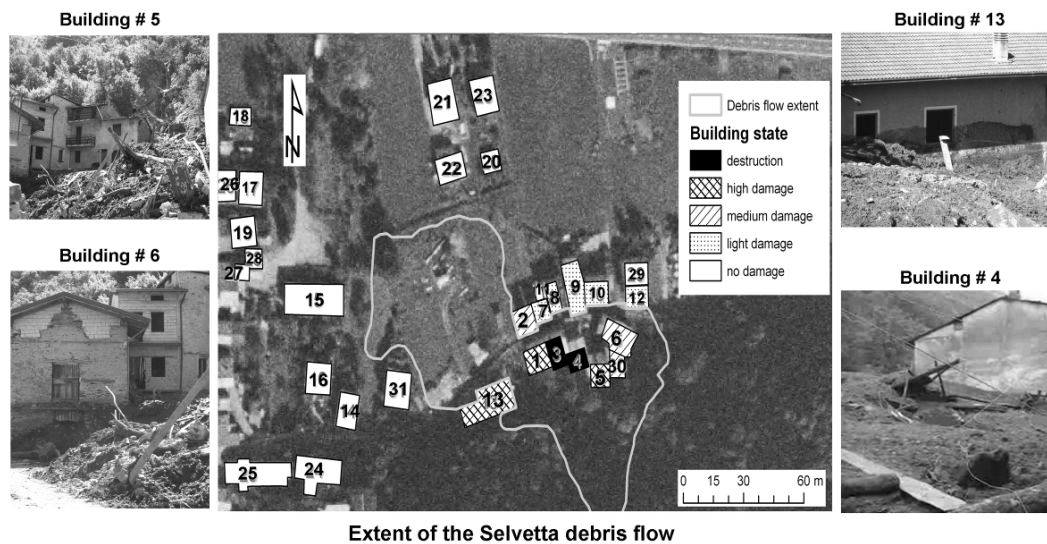 Building # 5
Building # 13
Building # 6
Building # 4
Debris flow extent
Building state
destruction
high damage
medium damage
light damage
no damage
N
21
23
18
22
20
26 17
19
28
27
15
29
9
11
8
10
12
7
2
6
1
3
4
30
5
16
31
14
13
25
24
0 15 30 60 m
Extent of the Selvetta debris flow